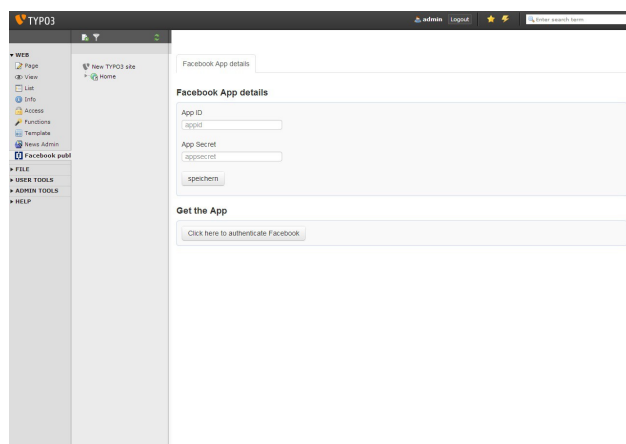 TYPO3
admin
Logout
Enter search term
WEB
Page
View
List
Info
Access
Functions
Template
News Admin
Facebook publ
FILE
USER TOOLS
ADMIN TOOLS
HELP
New TYPO3 site
Home
Facebook App details
Facebook App details
App ID
appid
App Secret
appsecret
speichern
Get the App
Click here to authenticate Facebook